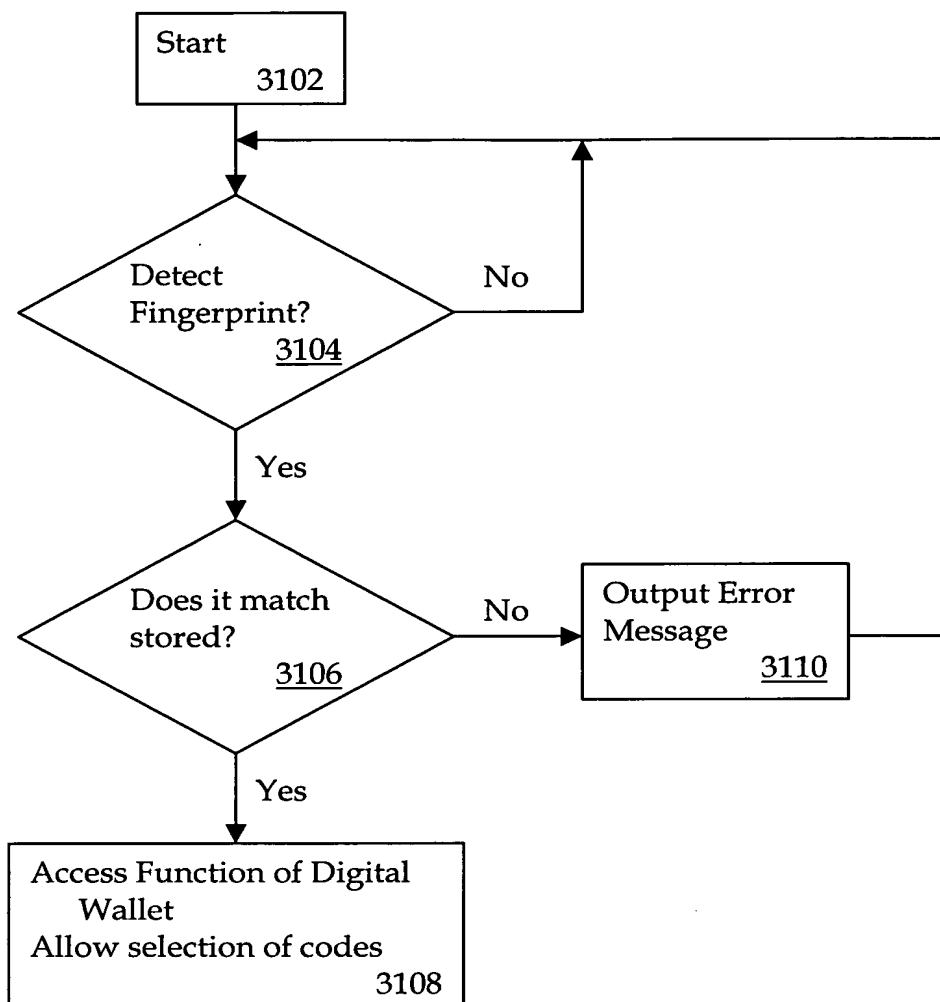 Start
3102
Detect
Fingerprint?
3104
No
Yes
Does it match
stored?
3106
No
Output Error
Message
3110
Yes
Access Function of Digital
Wallet
Allow selection of codes
3108